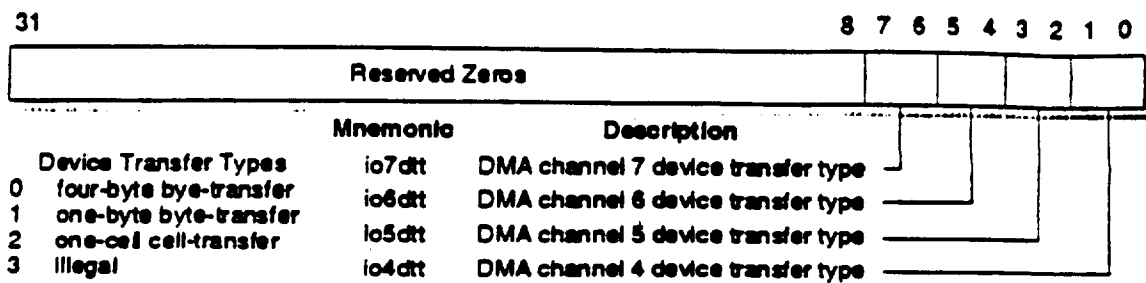 31 8 7 6 5 4 3 2 1 0
Reserved Zeros
Mnemonic Description
Device Transfer Types io7dtt DMA channel 7 device transfer type
0 four-byte bye-transfer io6dtt DMA channel 6 device transfer type
1 one-byte byte-transfer
2 one-cell cell-transfer io5dtt DMA channel 5 device transfer type
3 illegal io4dtt DMA channel 4 device transfer type